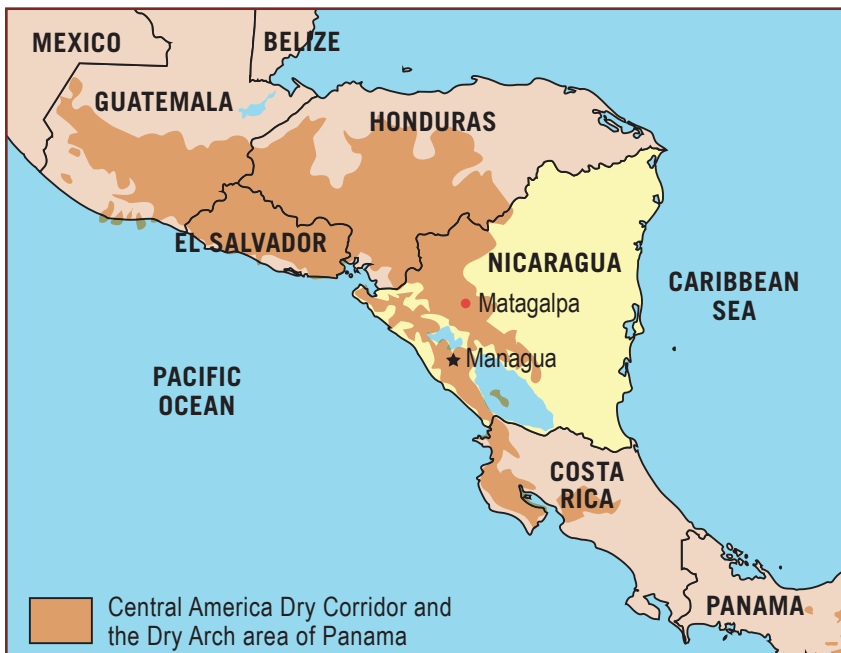 MEXICO
BELIZE
GUATEMALA
HONDURAS
EL SALVADOR
NICARAGUA
CARIBBEAN
SEA
Matagalpa
Managua
PACIFIC
OCEAN
COSTA
RICA
PANAMA
Central America Dry Corridor and
the Dry Arch area of Panama